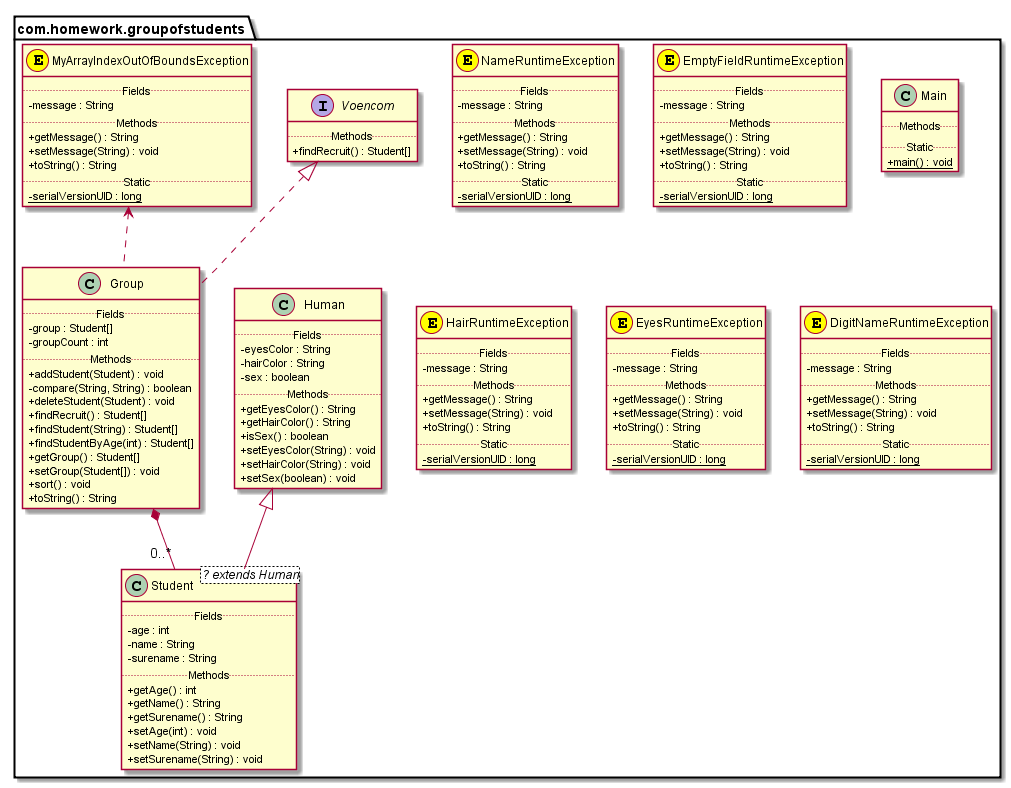 com.homework.groupofstudents
E MyArrayIndexOutOfBoundsException
Fields
-message : String
Methods
+getMessage() : String
+setMessage(String) : void
+toString() : String
Static
-serialVersionUID : long
I Voencom
Methods
+findRecruit() : Student[]
E NameRuntimeException
Fields
-message : String
Methods
+getMessage() : String
+setMessage(String) : void
+toString() : String
Static
-serialVersionUID : long
E EmptyFieldRuntimeException
Fields
-message : String
Methods
+getMessage() : String
+setMessage(String) : void
+toString() : String
Static
-serialVersionUID : long
C Main
Methods
Static
+main() : void
C Group
Fields
-group : Student[]
-groupCount : int
Methods
+addStudent(Student) : void
-compare(String, String) : boolean
+deleteStudent(Student) : void
+findRecruit() : Student[]
+findStudent(String) : Student[]
+findStudentByAge(int) : Student[]
+getGroup() : Student[]
+setGroup(Student[]) : void
+sort() : void
+toString() : String
C Human
Fields
-eyesColor : String
-hairColor : String
-sex : boolean
Methods
+getEyesColor() : String
+getHairColor() : String
+isSex() : boolean
+setEyesColor(String) : void
+setHairColor(String) : void
+setSex(boolean) : void
E HairRuntimeException
Fields
-message : String
Methods
+getMessage() : String
+setMessage(String) : void
+toString() : String
Static
-serialVersionUID : long
E EyesRuntimeException
Fields
-message : String
Methods
+getMessage() : String
+setMessage(String) : void
+toString() : String
Static
-serialVersionUID : long
E DigitNameRuntimeException
Fields
-message : String
Methods
+getMessage() : String
+setMessage(String) : void
+toString() : String
Static
-serialVersionUID : long
0..*
? extends Human
C Student
Fields
-age : int
-name : String
-surename : String
Methods
+getAge() : int
+getName() : String
+getSurename() : String
+setAge(int) : void
+setName(String) : void
+setSurename(String) : void